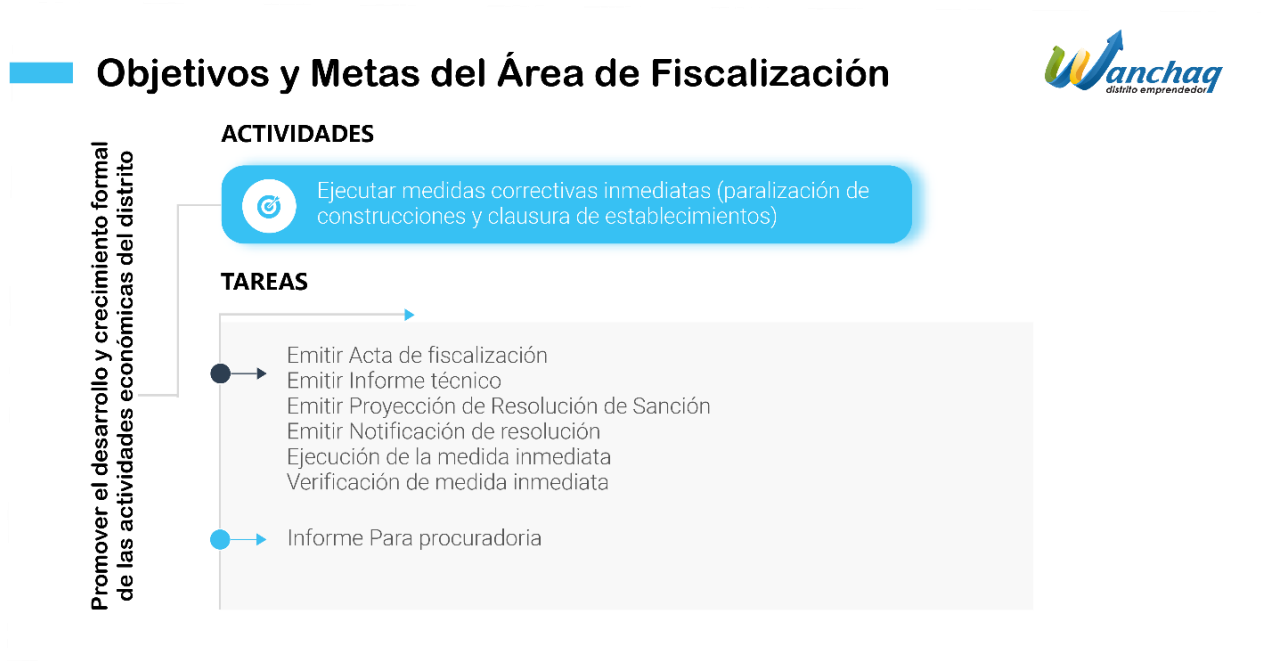 Objetivos y Metas del Área de Fiscalización
Wanchaq
distrito emprendedor
Promover el desarrollo y crecimiento formal
de las actividades económicas del distrito
ACTIVIDADES
Ejecutar medidas correctivas inmediatas (paralización de
construcciones y clausura de establecimientos)
TAREAS
Emitir Acta de fiscalización
Emitir Informe técnico
Emitir Proyección de Resolución de Sanción
Emitir Notificación de resolución
Ejecución de la medida inmediata
Verificación de medida inmediata
Informe Para procuradoria